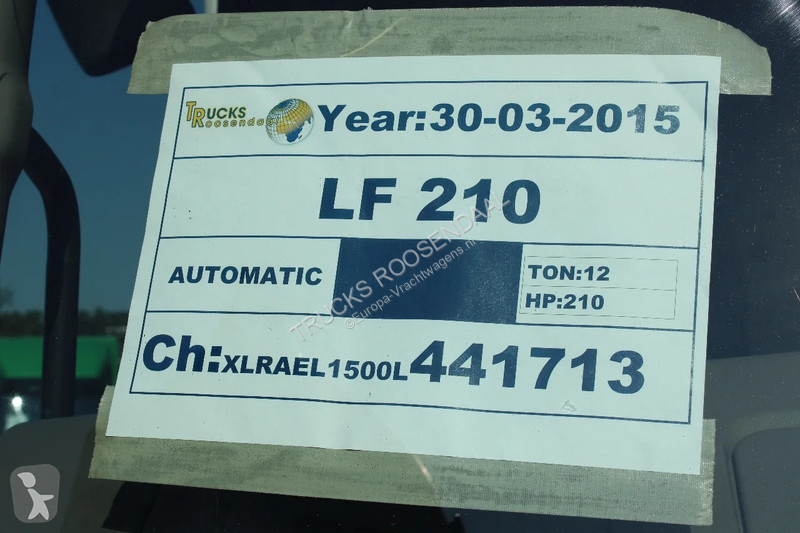 TRUCKS Roosendaal Year:30-03-2015
LF 210
AUTOMATIC
TON:12
HP:210
Ch:XLRAEL1500L441713
TRUCKS ROOSENDAAL
©Europa-Vrachtwagens.nl